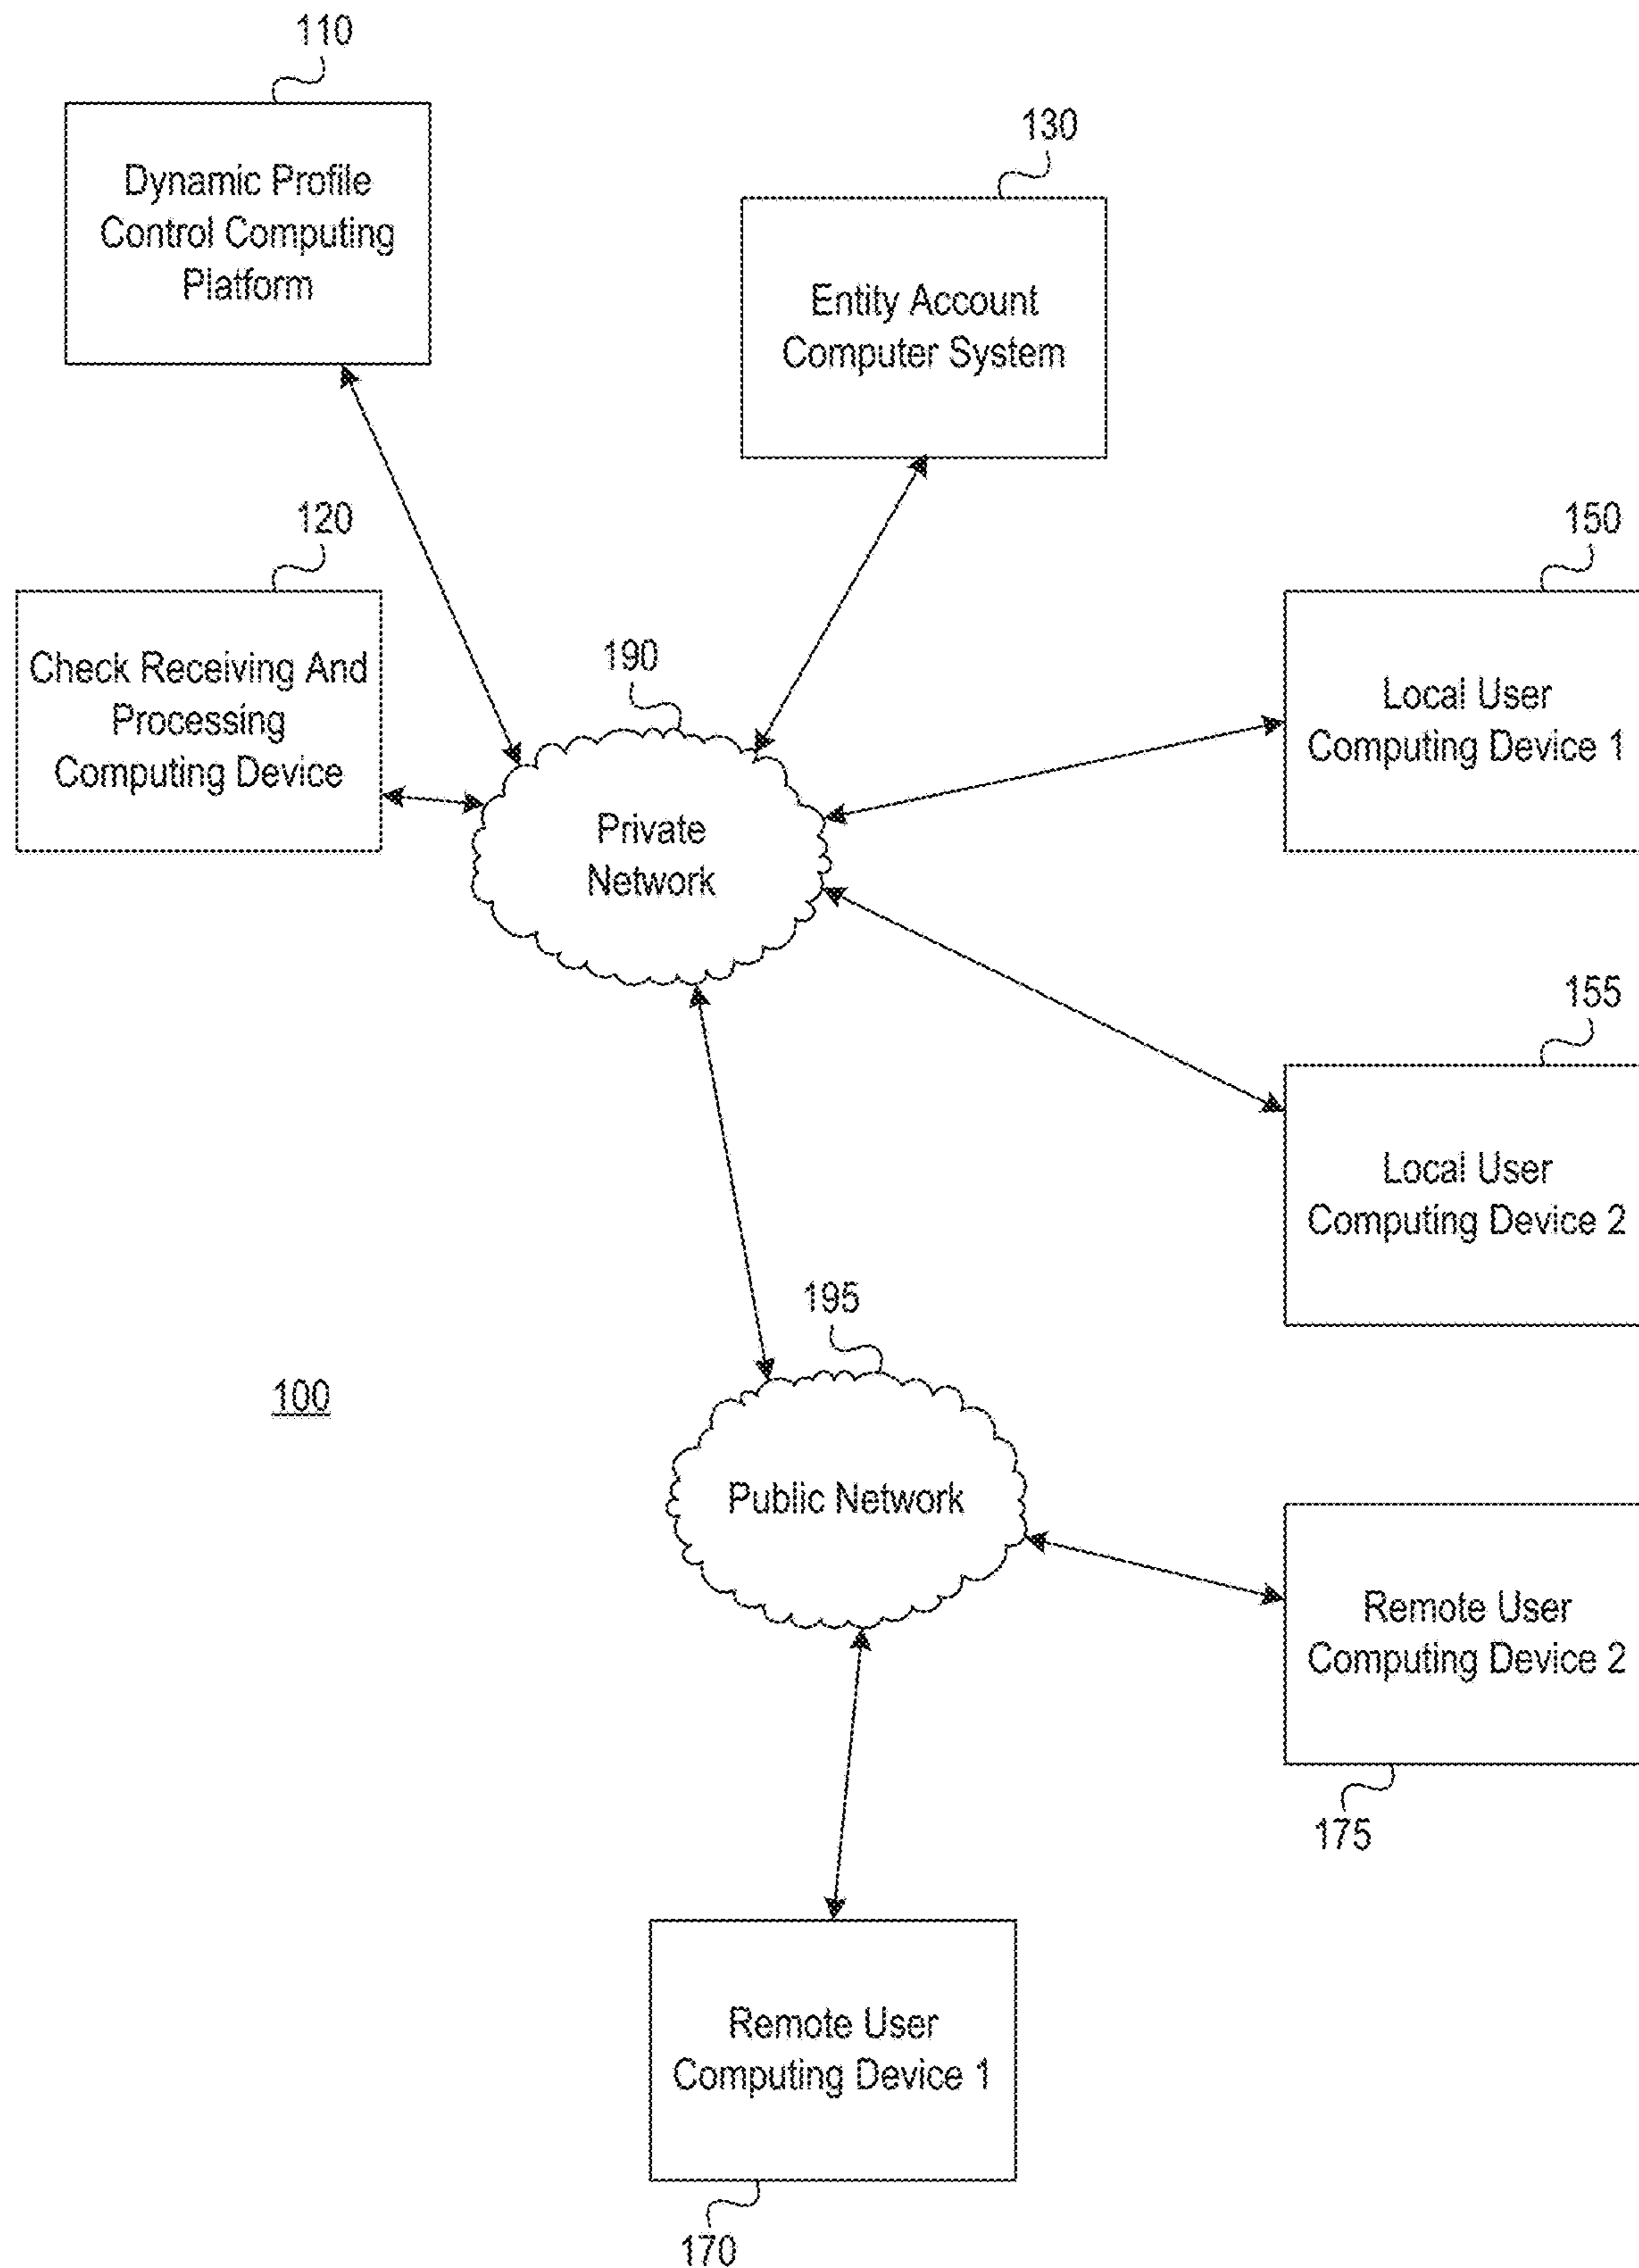 110
Dynamic Profile
Control Computing
Platform
130
Entity Account
Computer System
120
Check Receiving And
Processing
Computing Device
190
Private
Network
150
Local User
Computing Device 1
155
Local User
Computing Device 2
100
195
Public Network
Remote User
Computing Device 2
175
Remote User
Computing Device 1
170